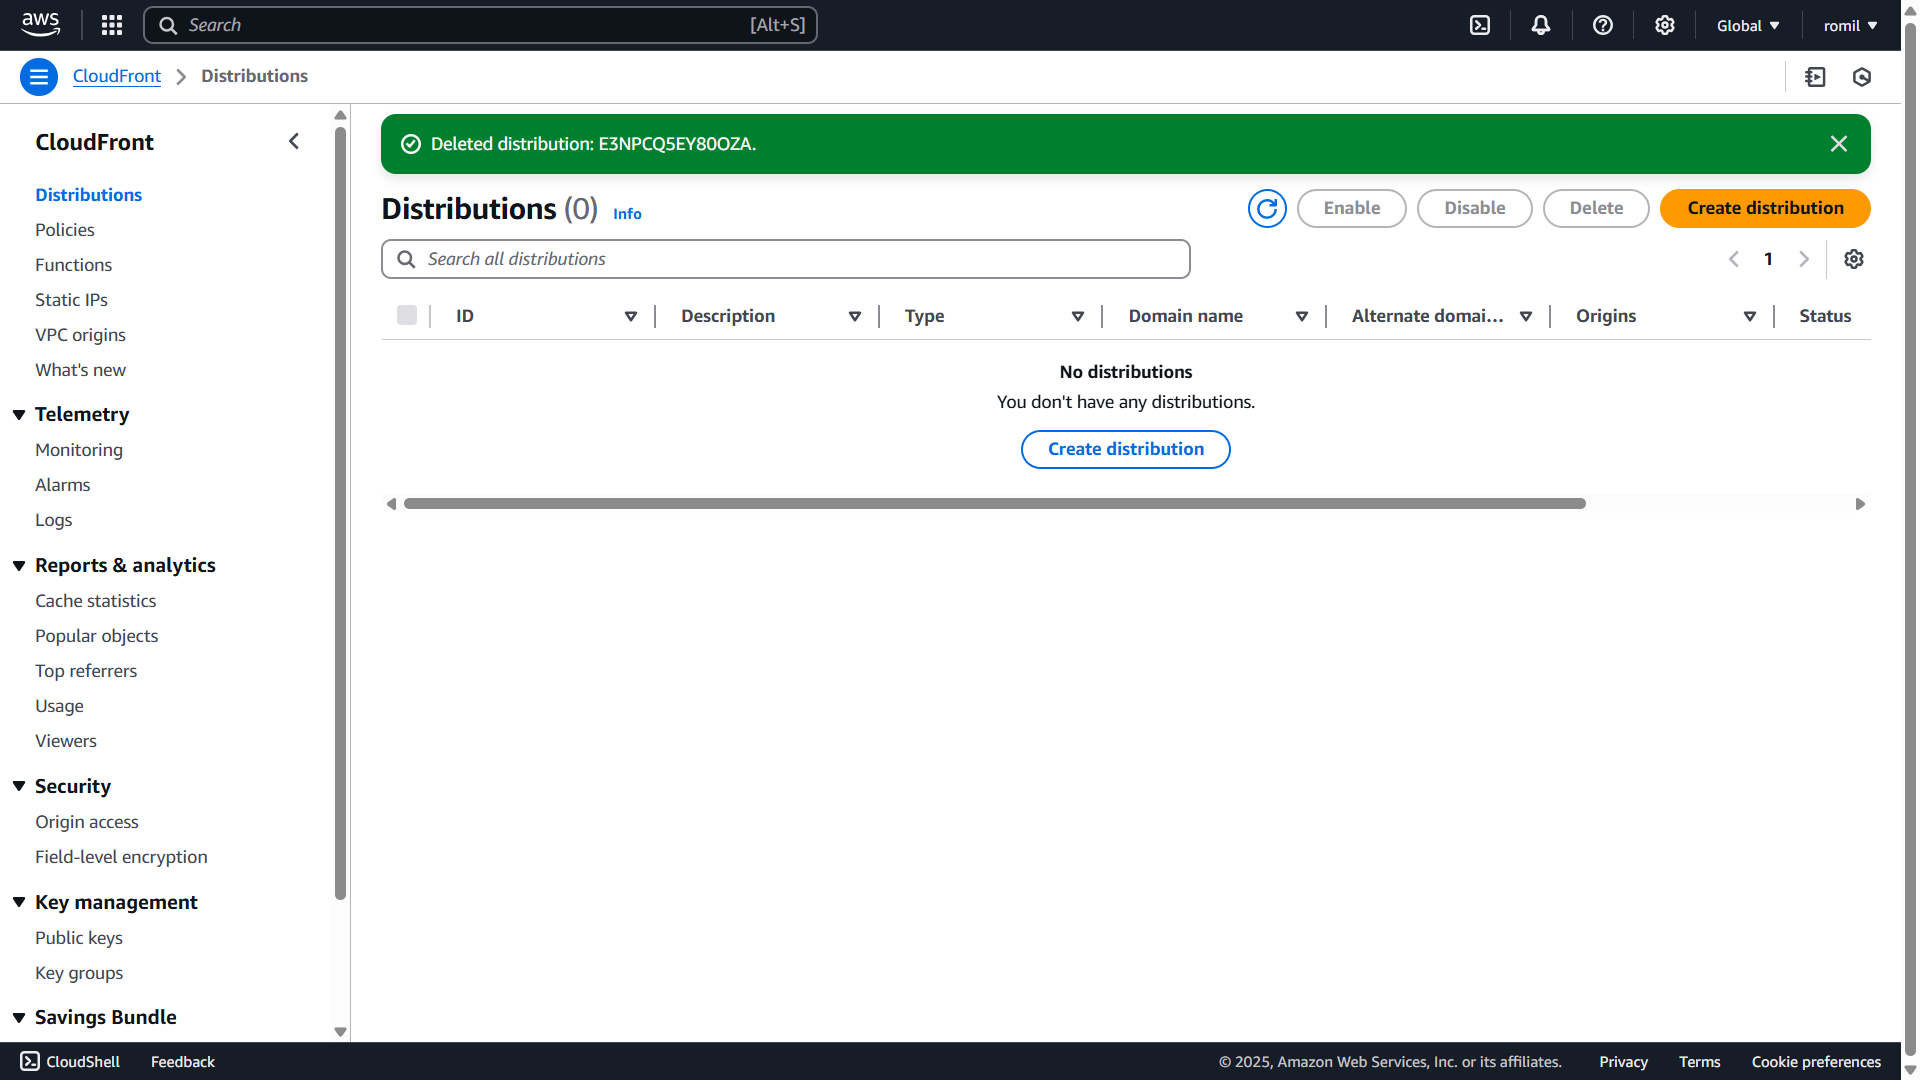 aws
Search [Alt+S]
Global
romil
CloudFront
Distributions
CloudFront
Distributions
Policies
Functions
Static IPs
VPC origins
What's new
Telemetry
Monitoring
Alarms
Logs
Reports & analytics
Cache statistics
Popular objects
Top referrers
Usage
Viewers
Security
Origin access
Field-level encryption
Key management
Public keys
Key groups
Savings Bundle
Deleted distribution: E3NPCQ5EY80OZA.
Distributions (0) Info
Enable
Disable
Delete
Create distribution
Search all distributions
1
ID
Description
Type
Domain name
Alternate domai...
Origins
Status
No distributions
You don't have any distributions.
Create distribution
CloudShell
Feedback
© 2025, Amazon Web Services, Inc. or its affiliates.
Privacy
Terms
Cookie preferences